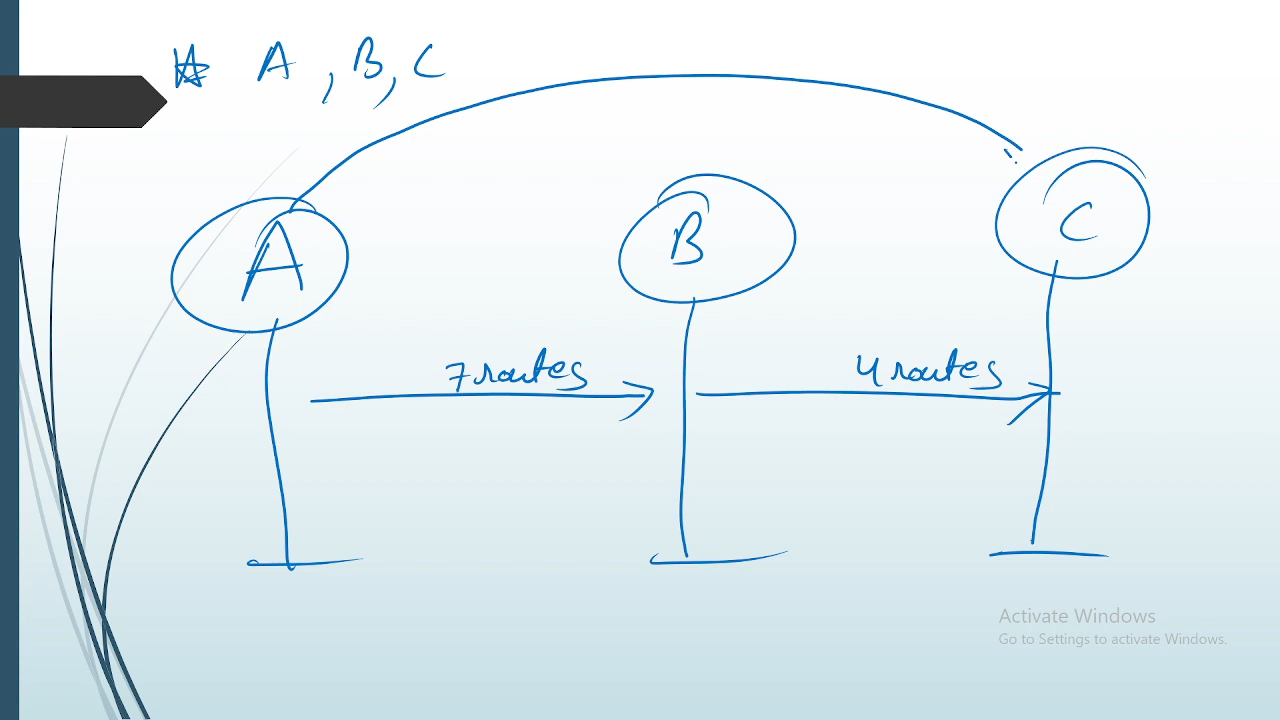 * A, B, C
A
B
C
7 routes
4 routes
Activate Windows
Go to Settings to activate Windows.